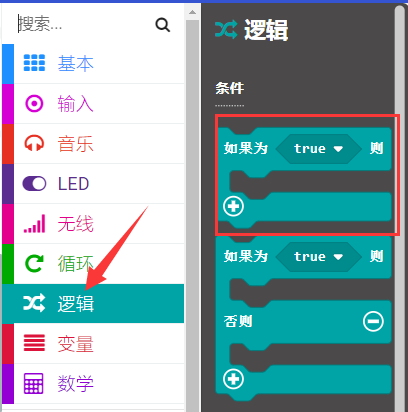 搜索...
基本
输入
音乐
LED
无线
循环
逻辑
变量
数学
逻辑
条件
如果为 true 则
如果为 true 则
否则